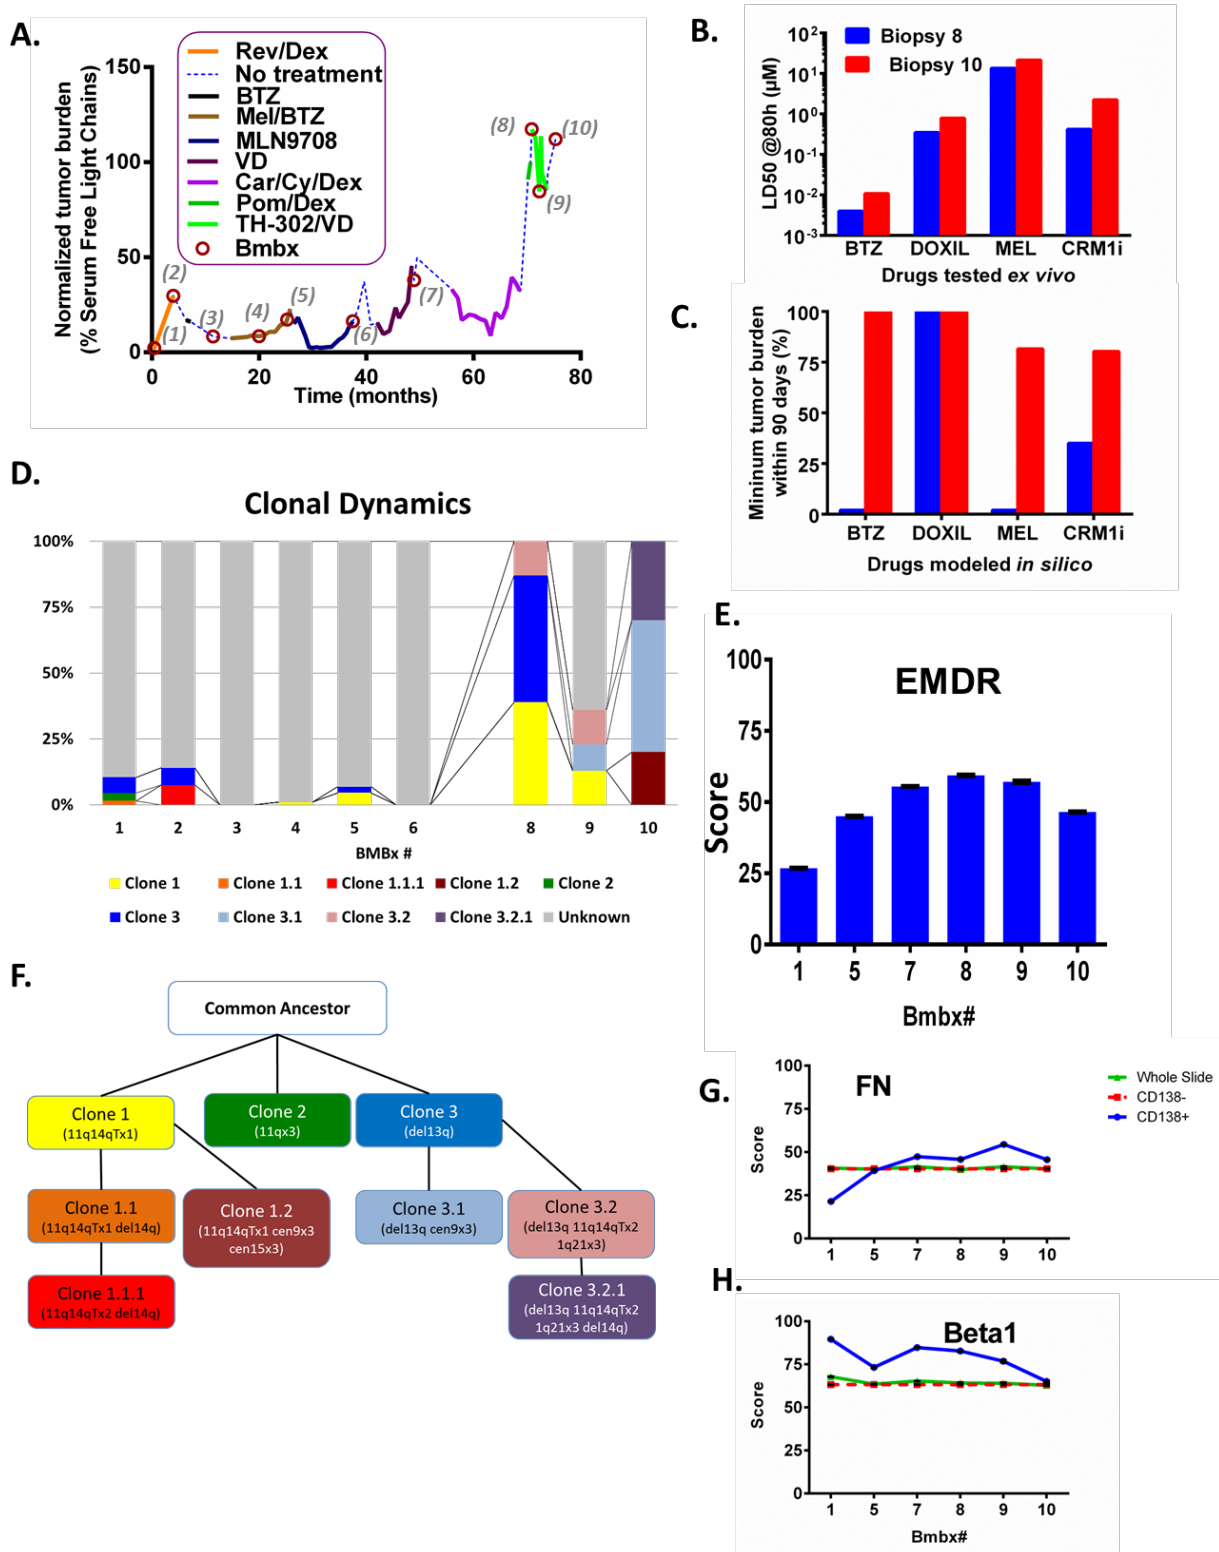 A.
Normalized tumor burden
(% Serum Free Light Chains)
150
100
50
0
Rev/Dex
No treatment
BTZ
Mel/BTZ
MLN9708
VD
Car/Cy/Dex
Pom/Dex
TH-302/VD
Bmbx
(1)
(2)
(3)
(4)
(5)
(6)
(7)
(8)
(9)
(10)
0 20 40 60 80
Time (months)
B.
LD50 @80h (µM)
10²
10¹
10⁰
10⁻¹
10⁻²
10⁻³
Biopsy 8
Biopsy 10
BTZ DOXIL MEL CRM1i
Drugs tested ex vivo
C.
Mininum tumor burden
within 90 days (%)
100
75
50
25
0
BTZ DOXIL MEL CRM1i
Drugs modeled in silico
D.
Clonal Dynamics
100%
75%
50%
25%
0%
1 2 3 4 5 6 8 9 10
BMBx #
Clone 1 Clone 1.1 Clone 1.1.1 Clone 1.2 Clone 2
Clone 3 Clone 3.1 Clone 3.2 Clone 3.2.1 Unknown
E.
EMDR
Score
100
75
50
25
0
1 5 7 8 9 10
Bmbx#
F.
Common Ancestor
Clone 1
(11q14qTx1)
Clone 2
(11qx3)
Clone 3
(del13q)
Clone 1.1
(11q14qTx1 del14q)
Clone 1.2
(11q14qTx1 cen9x3
cen15x3)
Clone 3.1
(del13q cen9x3)
Clone 3.2
(del13q 11q14qTx2
1q21x3)
Clone 1.1.1
(11q14qTx2 del14q)
Clone 3.2.1
(del13q 11q14qTx2
1q21x3 del14q)
G.
FN
Score
100
75
50
25
0
1 5 7 8 9 10
Whole Slide
CD138-
CD138+
H.
Beta1
Score
100
75
50
25
0
1 5 7 8 9 10
Bmbx#